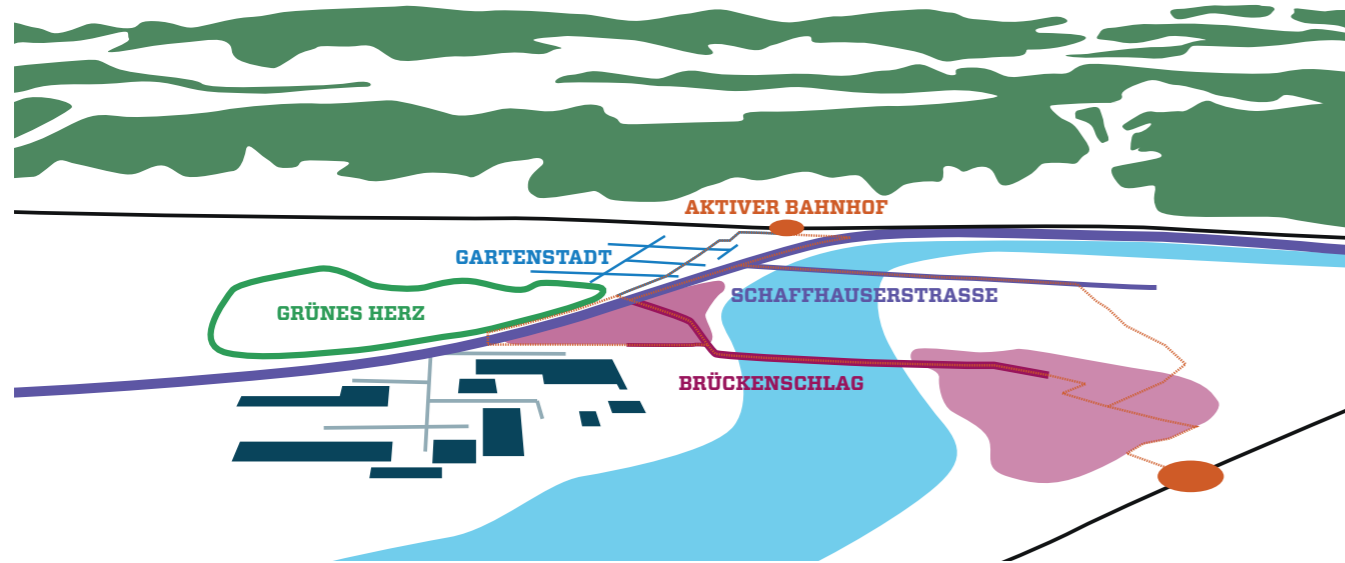 AKTIVER BAHNHOF
GARTENSTADT
SCHAFFHAUSERSTRASSE
GRÜNES HERZ
BRÜCKENSCHLAG